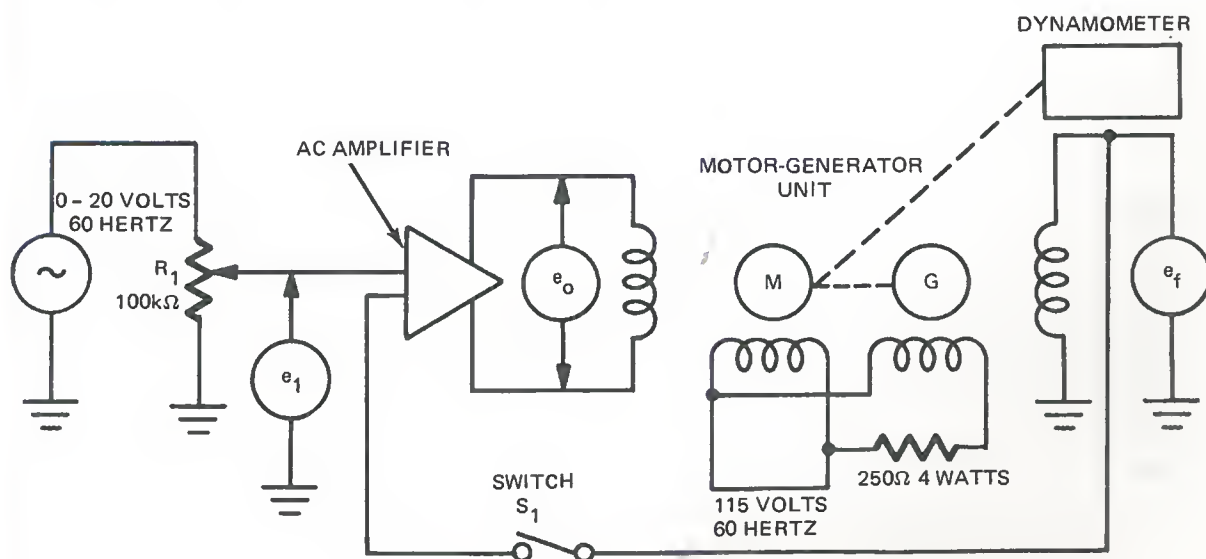 DYNAMOMETER
AC AMPLIFIER
MOTOR-GENERATOR
UNIT
0 – 20 VOLTS
60 HERTZ
R1
100kΩ
e1
eo
M
G
ef
SWITCH
S1
115 VOLTS
60 HERTZ
250Ω 4 WATTS